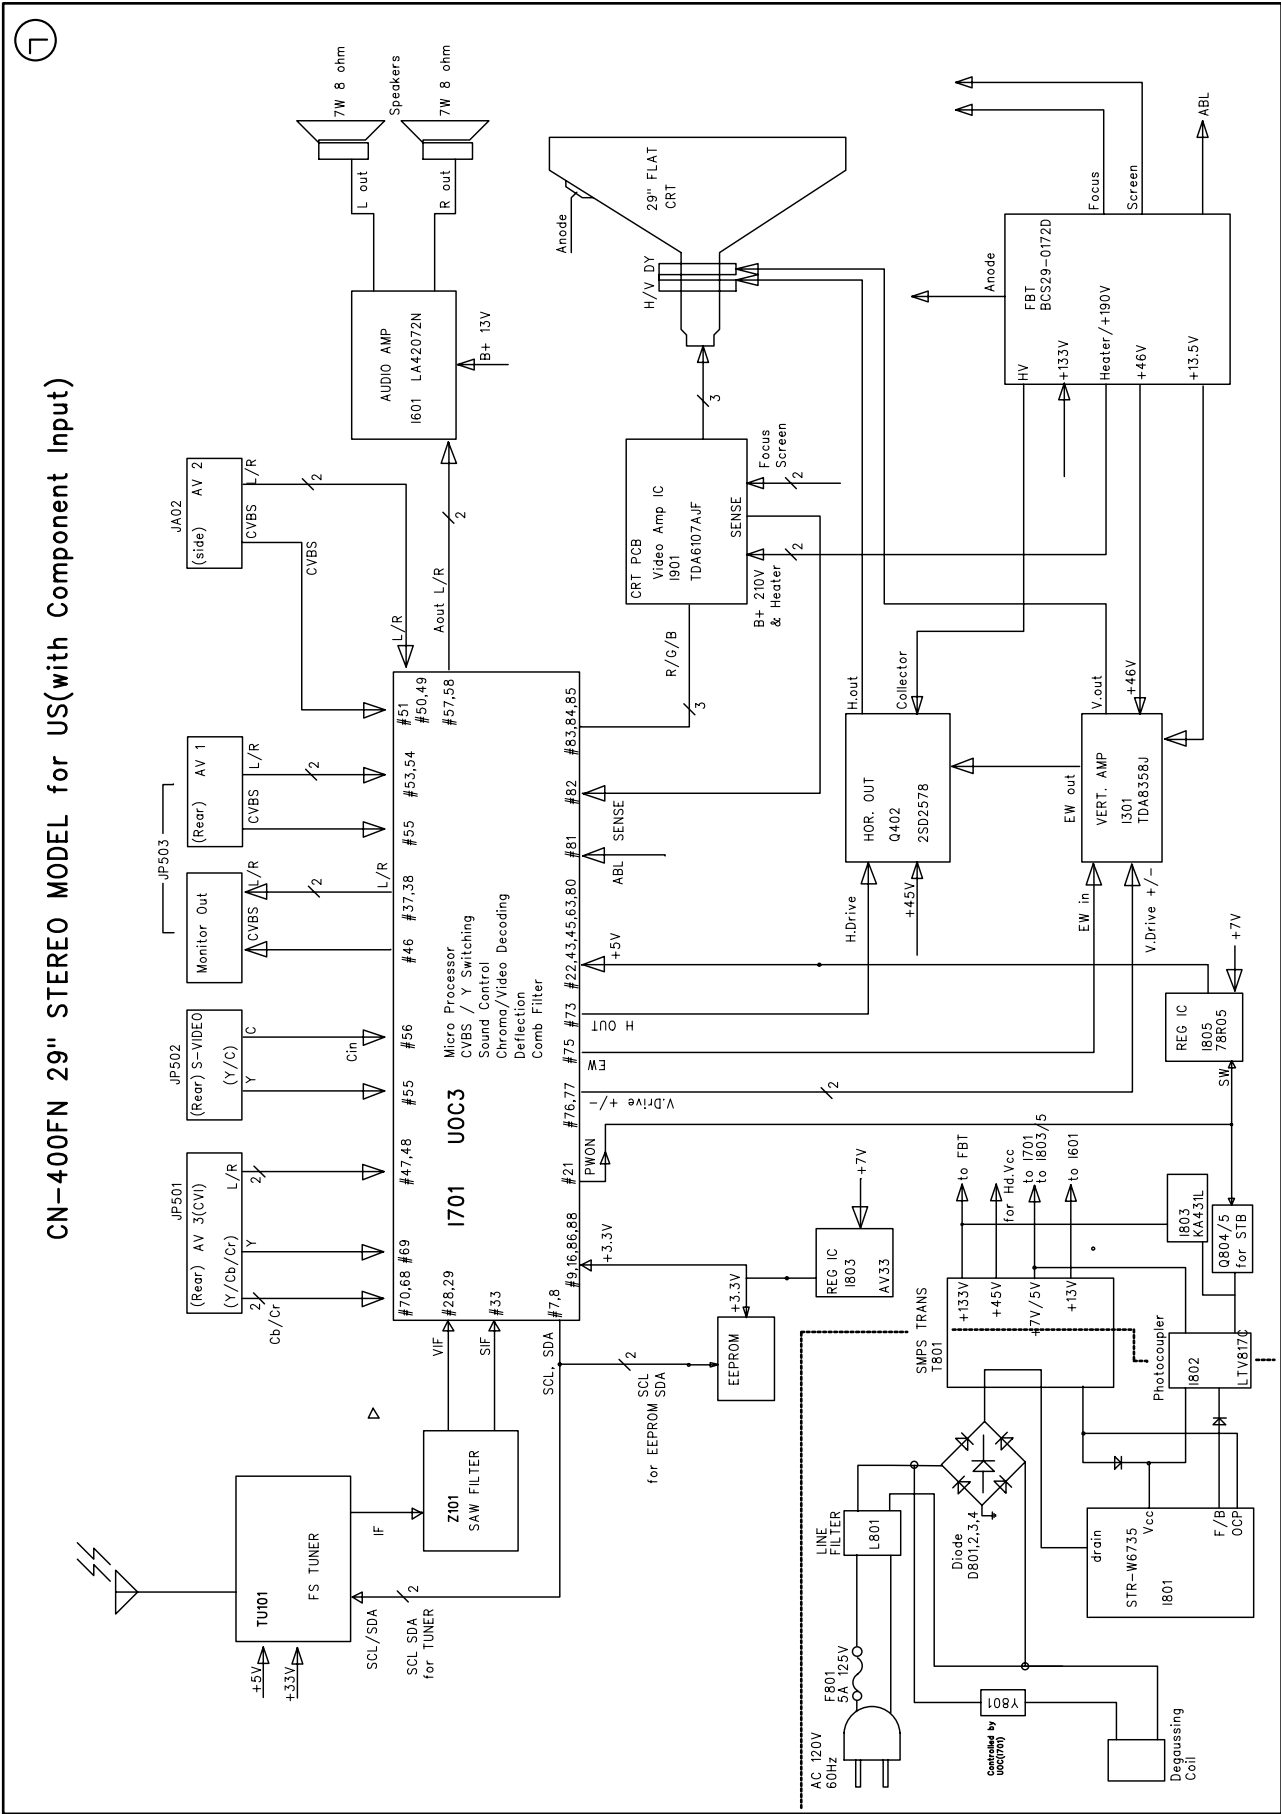 CN-400FN 29" STEREO MODEL for US(with Component Input)
L
TU101
FS TUNER
+5V
+33V
SCL/SDA
2
SCL SDA
for TUNER
IF
Z101
SAW FILTER
VIF
SIF
JP501
(Rear) AV 3(CVI)
(Y/Cb/Cr)
L/R
2
Y
2
Cb/Cr
JP502
(Rear) S-VIDEO
(Y/C)
Y
C
Cin
JP503
Monitor Out
CVBS
L/R
2
L/R
(Rear) AV 1
CVBS
L/R
2
JA02
(side) AV 2
CVBS
L/R
CVBS
2
L/R
#70,68
#69
#47,48
#55
#56
#46
#37,38
#55
#53,54
#51
#50,49
#57,58
#28,29
#33
#7,8
I701 UOC3
Micro Processor
CVBS / Y Switching
Sound Control
Chroma/Video Decoding
Deflection
Comb Filter
#9,16,86,88
#21
#76,77
#75
#73
#22,43,45,63,80
#81
#82
#83,84,85
Aout L/R
2
AUDIO AMP
I601 LA42072N
B+ 13V
L out
R out
7W 8 ohm
Speakers
7W 8 ohm
SCL, SDA
2
SCL
for EEPROM SDA
EEPROM
+3.3V
+3.3V
REG IC
I803
AV33
+7V
PWON
V.Drive +/-
2
EW
H OUT
+5V
ABL
SENSE
R/G/B
3
CRT PCB
Video Amp IC
I901
TDA6107AJF
SENSE
B+ 210V
& Heater
2
Focus
Screen
2
3
Anode
29" FLAT
CRT
H/V DY
H.Drive
+45V
HOR. OUT
Q402
2SD2578
H.out
Collector
EW in
V.Drive +/-
EW out
VERT. AMP
I301
TDA8358J
V.out
+46V
FBT
BCS29-0172D
HV
+133V
Heater/+190V
+46V
+13.5V
Anode
Focus
Screen
ABL
REG IC
I805
78R05
+7V
SW
SMPS TRANS
T801
+133V
+45V
+7V/5V
+13V
to FBT
for Hd.Vcc
to I701
to I803/5
to I601
I803
KA431L
Q804/5
for STB
Photocoupler
I802
LTV817C
LINE
FILTER
L801
Diode
D801,2,3,4
drain
Vcc
F/B
OCP
STR-W6735
I801
AC 120V
60Hz
F801
5A 125V
Y801
Controlled by
UOC(I701)
Degaussing
Coil